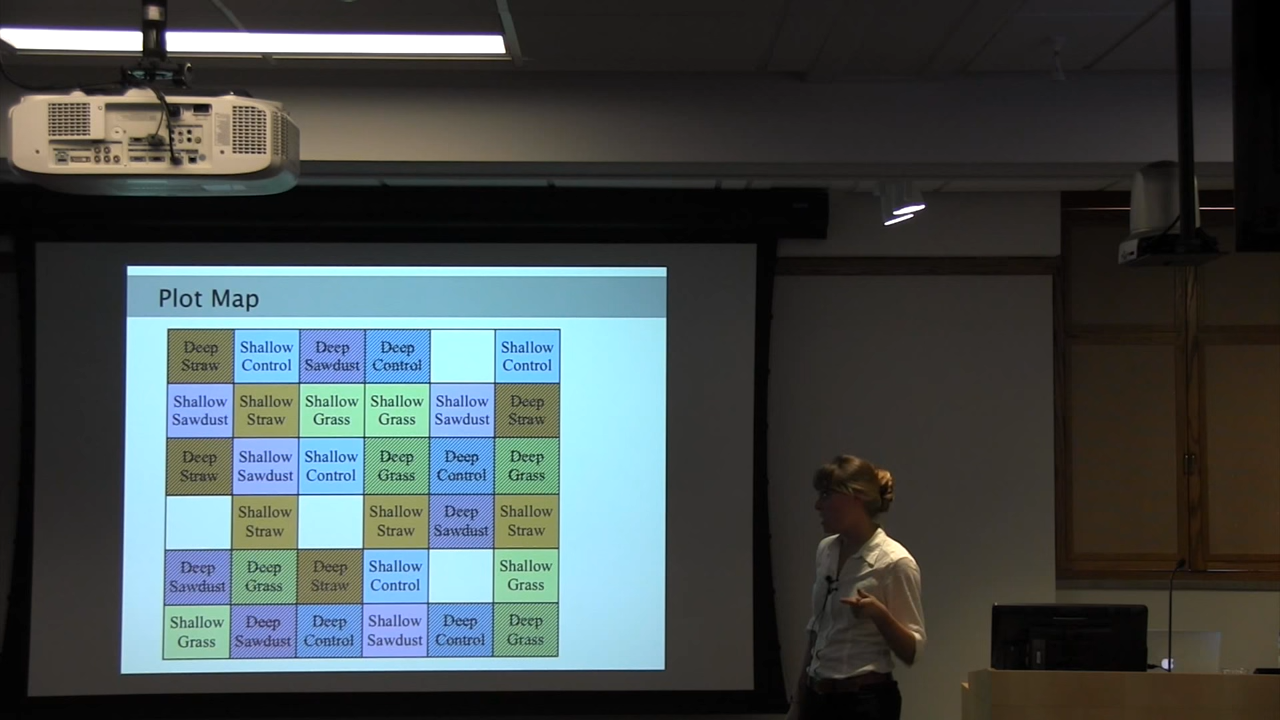 Plot Map
Deep Straw Shallow Control Deep Sawdust Deep Control Shallow Control
Shallow Sawdust Shallow Straw Shallow Grass Shallow Grass Shallow Sawdust Deep Straw
Deep Straw Shallow Sawdust Shallow Control Deep Grass Deep Control Deep Grass
Shallow Straw Shallow Straw Deep Sawdust Shallow Straw
Deep Sawdust Deep Grass Deep Straw Shallow Control Shallow Grass
Shallow Grass Deep Sawdust Deep Control Shallow Sawdust Deep Control Deep Grass